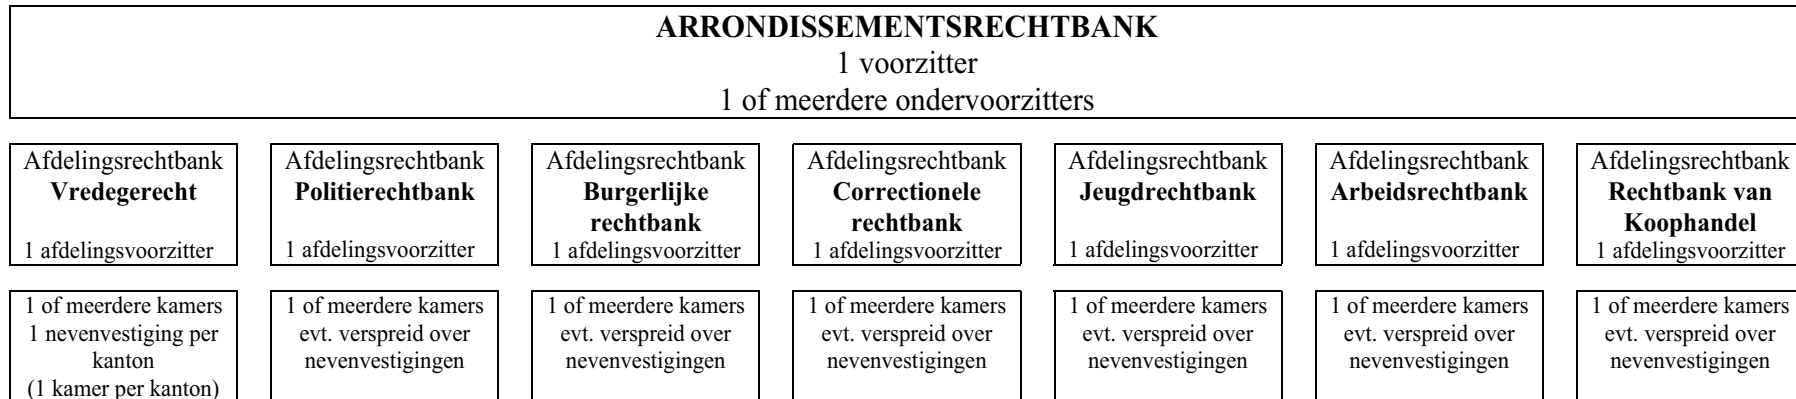 ARRONDISSEMENTSRECHTBANK
1 voorzitter
1 of meerdere ondervoorzitters
Afdelingsrechtbank
Vredegerecht
1 afdelingsvoorzitter
Afdelingsrechtbank
Politierechtbank
1 afdelingsvoorzitter
Afdelingsrechtbank
Burgerlijke
rechtbank
1 afdelingsvoorzitter
Afdelingsrechtbank
Correctionele
rechtbank
1 afdelingsvoorzitter
Afdelingsrechtbank
Jeugdrechtbank
1 afdelingsvoorzitter
Afdelingsrechtbank
Arbeidsrechtbank
1 afdelingsvoorzitter
Afdelingsrechtbank
Rechtbank van
Koophandel
1 afdelingsvoorzitter
1 of meerdere kamers
1 nevenvestiging per
kanton
(1 kamer per kanton)
1 of meerdere kamers
evt. verspreid over
nevenvestigingen
1 of meerdere kamers
evt. verspreid over
nevenvestigingen
1 of meerdere kamers
evt. verspreid over
nevenvestigingen
1 of meerdere kamers
evt. verspreid over
nevenvestigingen
1 of meerdere kamers
evt. verspreid over
nevenvestigingen
1 of meerdere kamers
evt. verspreid over
nevenvestigingen